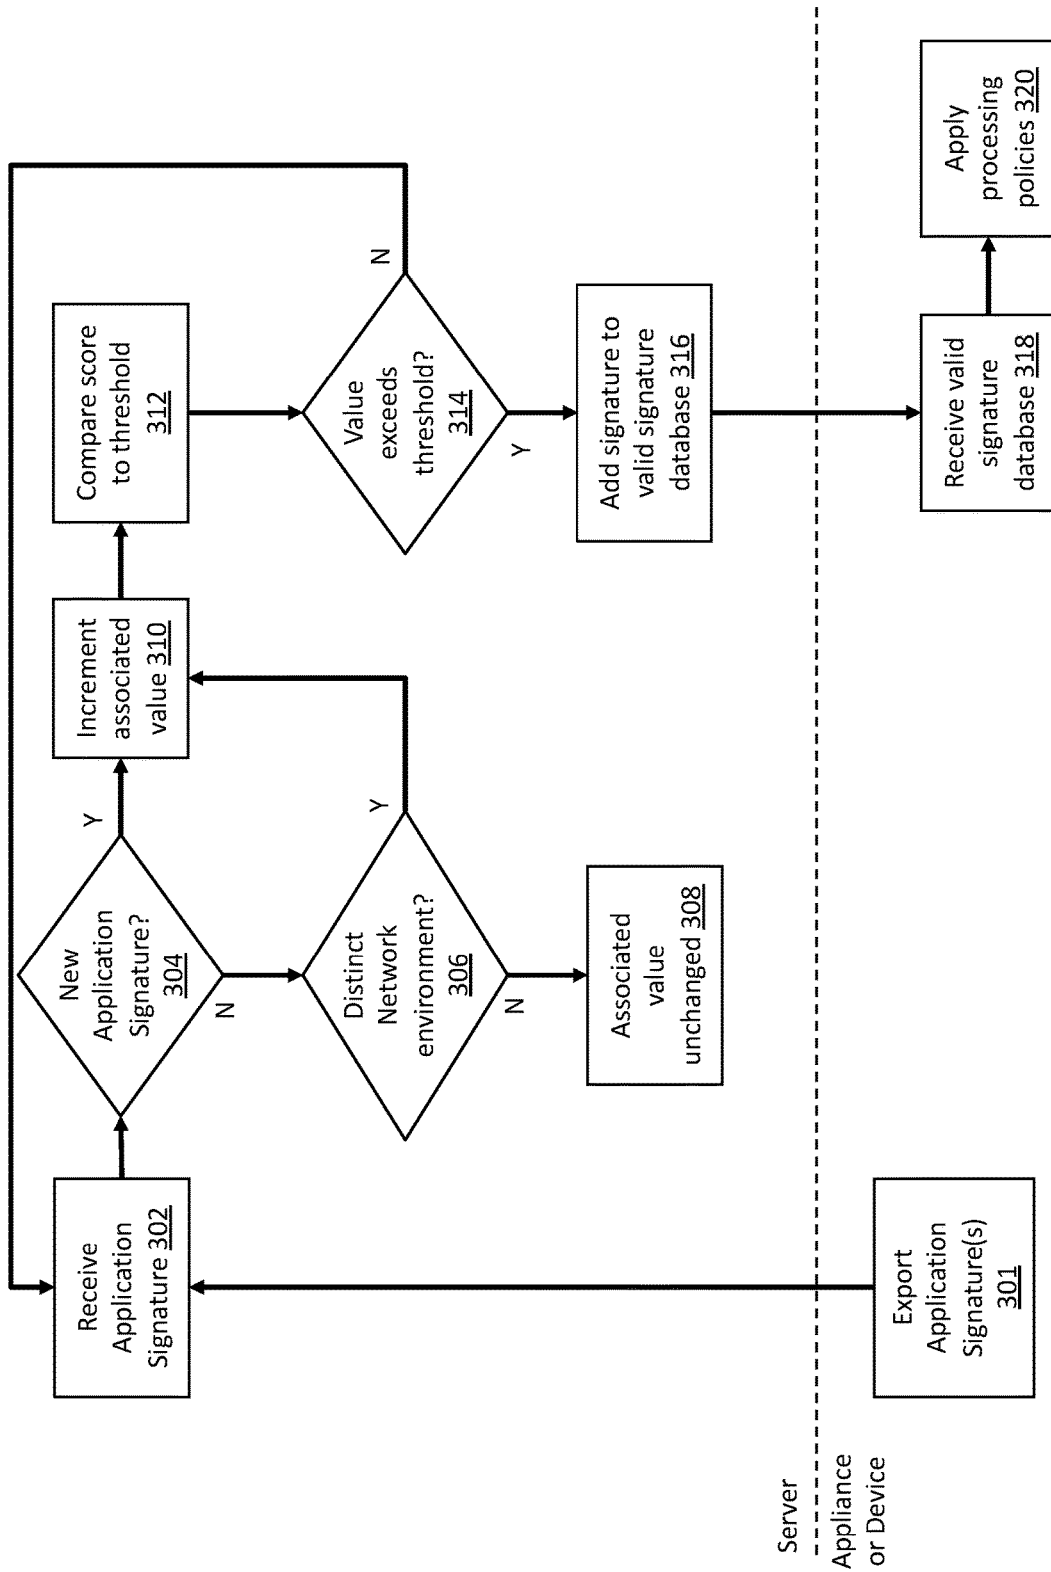 Receive
Application
Signature 302
New
Application
Signature?
304
Y
N
Increment
associated
value 310
Compare score
to threshold
312
Distinct
Network
environment?
306
Y
N
Value
exceeds
threshold?
314
N
Y
Associated
value
unchanged 308
Add signature to
valid signature
database 316
Server
Appliance
or Device
Export
Application
Signature(s)
301
Receive valid
signature
database 318
Apply
processing
policies 320